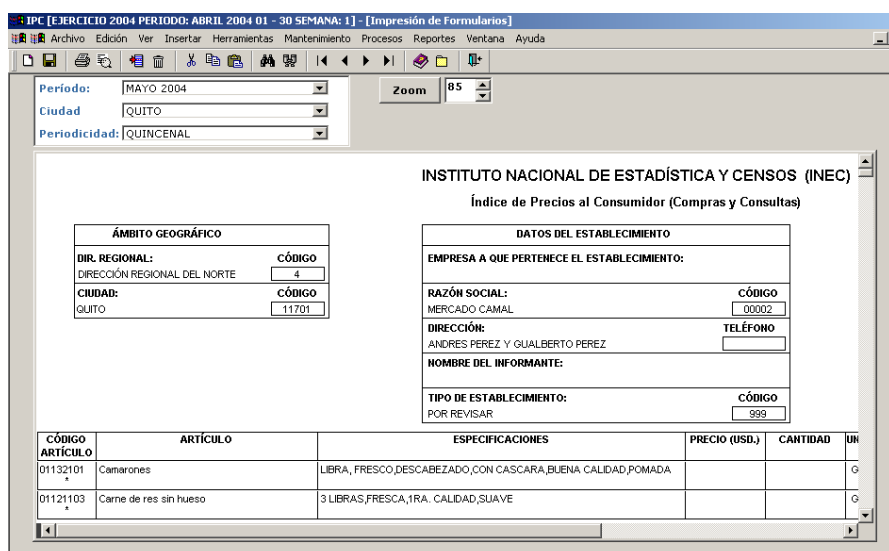 IPC [EJERCICIO 2004 PERIODO: ABRIL 2004 01 - 30 SEMANA: 1] - [Impresión de Formularios]
Archivo Edición Ver Insertar Herramientas Mantenimiento Procesos Reportes Ventana Ayuda
Período: MAYO 2004
Zoom 85
Ciudad QUITO
Periodicidad: QUINCENAL
INSTITUTO NACIONAL DE ESTADÍSTICA Y CENSOS (INEC)
Índice de Precios al Consumidor (Compras y Consultas)
ÁMBITO GEOGRÁFICO
DIR. REGIONAL: CÓDIGO
DIRECCIÓN REGIONAL DEL NORTE 4
CIUDAD: CÓDIGO
QUITO 11701
DATOS DEL ESTABLECIMIENTO
EMPRESA A QUE PERTENECE EL ESTABLECIMIENTO:
RAZÓN SOCIAL: CÓDIGO
MERCADO CAMAL 00002
DIRECCIÓN: TELÉFONO
ANDRES PEREZ Y GUALBERTO PEREZ
NOMBRE DEL INFORMANTE:
TIPO DE ESTABLECIMIENTO: CÓDIGO
POR REVISAR 999
CÓDIGO ARTÍCULO ESPECIFICACIONES PRECIO (USD.) CANTIDAD UN
ARTÍCULO
01132101 Camarones LIBRA, FRESCO,DESCABEZADO,CON CASCARA,BUENA CALIDAD,POMADA G
*
01121103 Carne de res sin hueso 3 LIBRAS,FRESCA,1RA. CALIDAD,SUAVE G
*